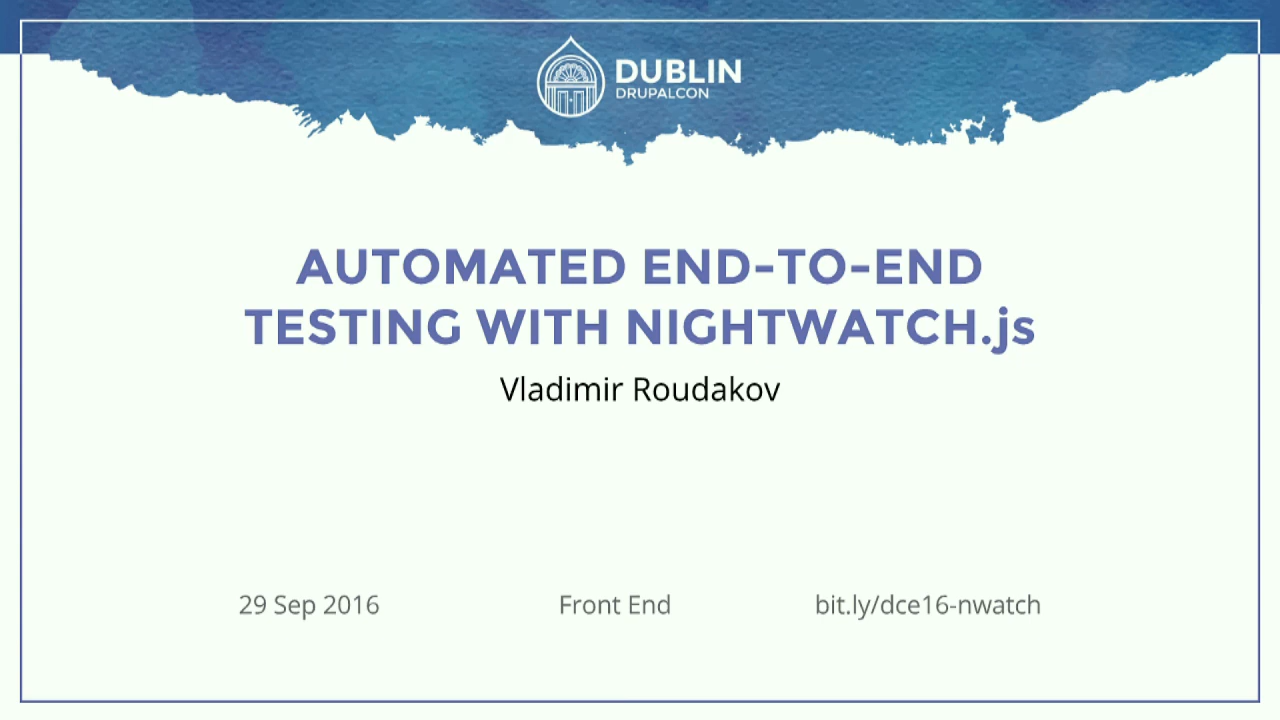 DUBLIN
DRUPALCON
AUTOMATED END-TO-END
TESTING WITH NIGHTWATCH.js
Vladimir Roudakov
29 Sep 2016
Front End
bit.ly/dce16-nwatch